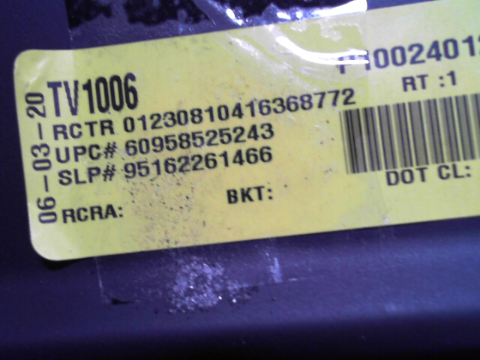 06-03-20
TV1006
RCTR 01230810416368772
UPC# 60958525243
SLP# 95162261466
RCRA:
BKT:
RT :1
DOT CL: